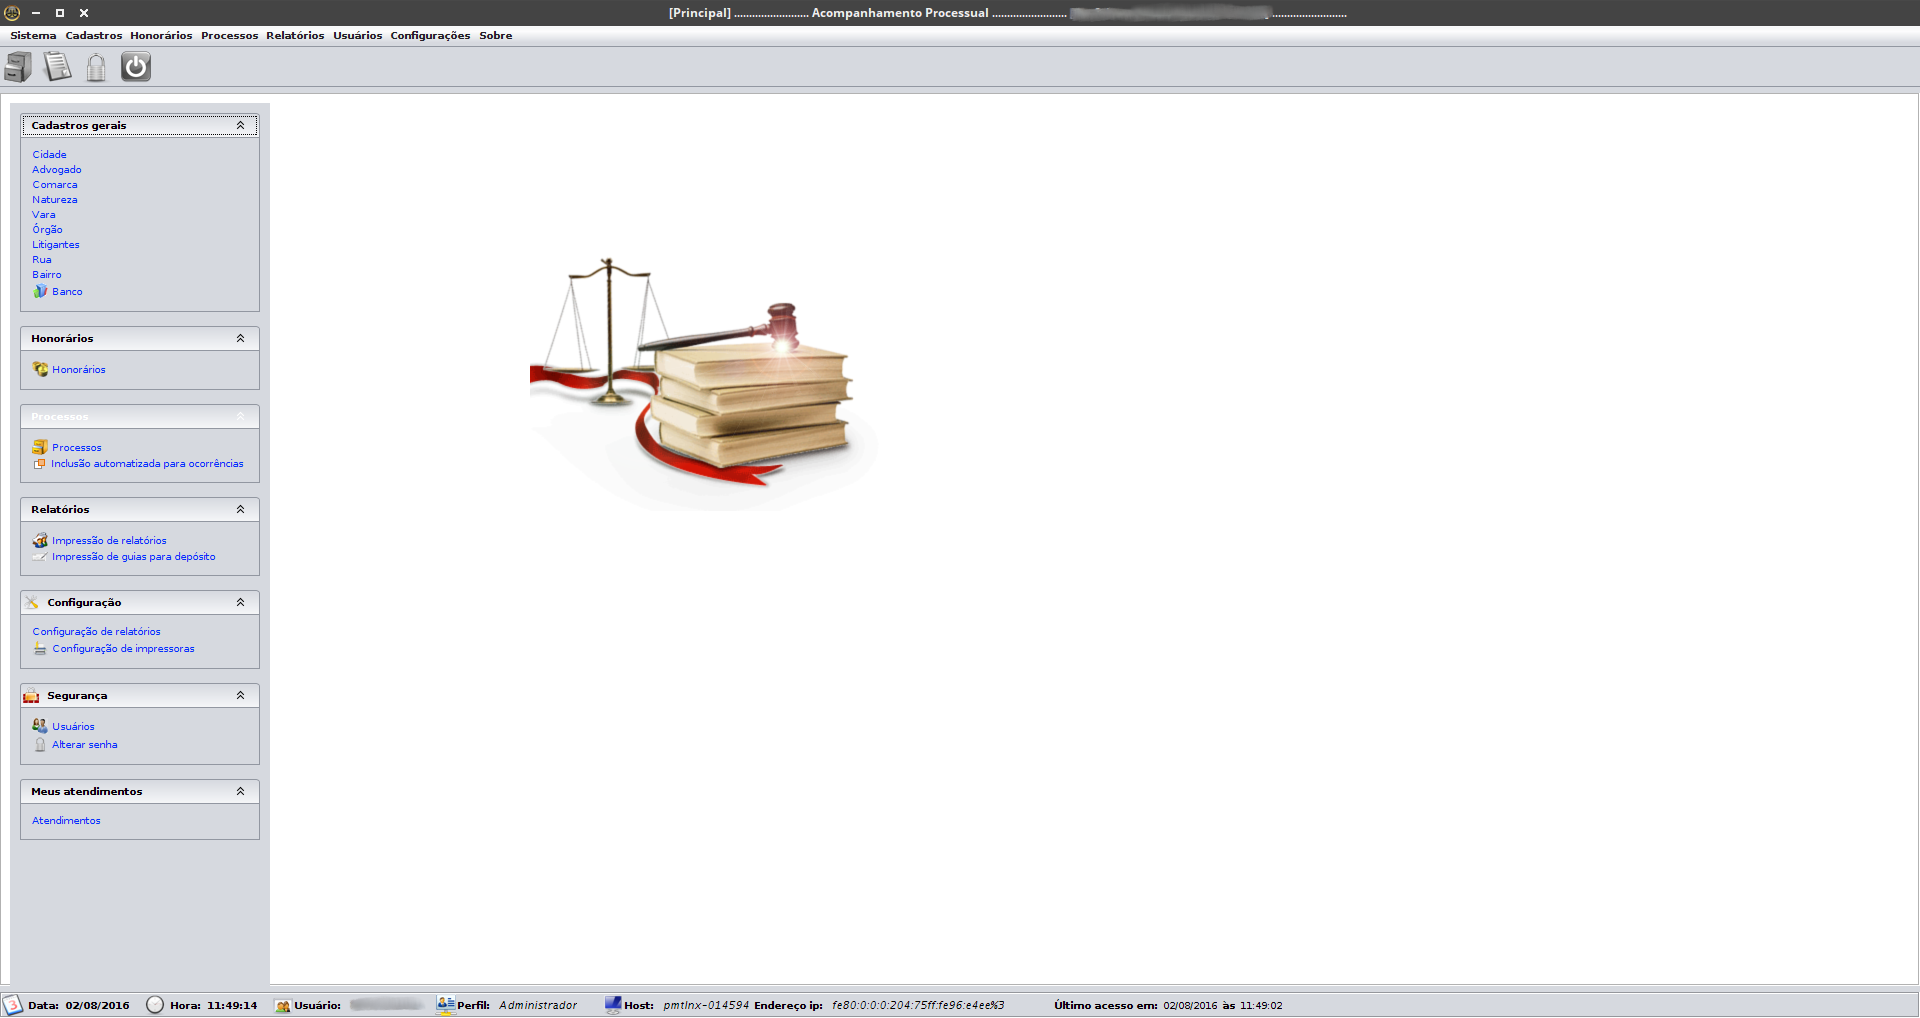 [Principal] ......................... Acompanhamento Processual ......................... .........................
Sistema Cadastros Honorários Processos Relatórios Usuários Configurações Sobre
Cadastros gerais
Cidade
Advogado
Comarca
Natureza
Vara
Órgão
Litigantes
Rua
Bairro
Banco
Honorários
Honorários
Processos
Processos
Inclusão automatizada para ocorrências
Relatórios
Impressão de relatórios
Impressão de guias para depósito
Configuração
Configuração de relatórios
Configuração de impressoras
Segurança
Usuários
Alterar senha
Meus atendimentos
Atendimentos
3 Data: 02/08/2016 Hora: 11:49:14 Usuário: Perfil: Administrador Host: pmtlnx-014594 Endereço ip: fe80:0:0:0:204:75ff:fe96:e4ee%3 Último acesso em: 02/08/2016 às 11:49:02